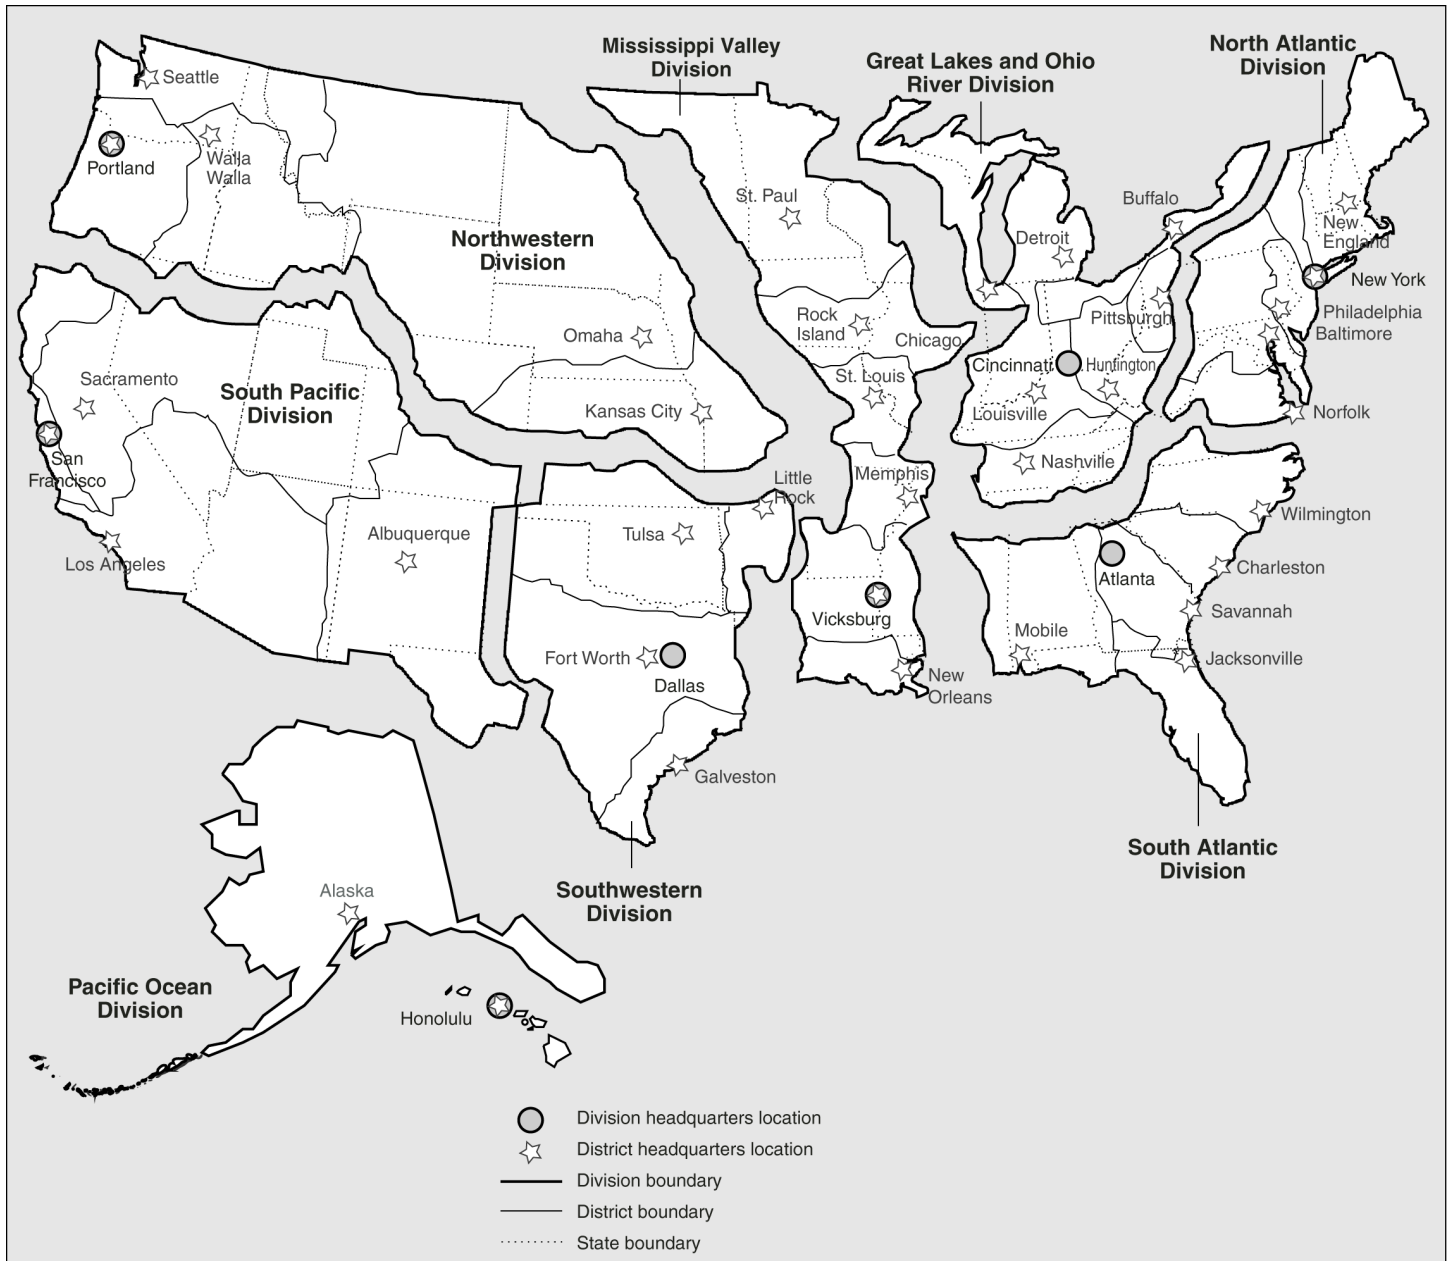 Mississippi Valley
Division
Great Lakes and Ohio
River Division
North Atlantic
Division
Seattle
Portland
Walla
Walla
Northwestern
Division
St. Paul
Buffalo
Detroit
New
England
New York
Omaha
Rock
Island
Chicago
Pittsburgh
Philadelphia
Baltimore
Sacramento
South Pacific
Division
St. Louis
Cincinnati
Huntington
Kansas City
Louisville
Norfolk
San
Francisco
Nashville
Memphis
Little
Rock
Los Angeles
Albuquerque
Tulsa
Wilmington
Atlanta
Charleston
Vicksburg
Savannah
Mobile
Fort Worth
Dallas
Jacksonville
New
Orleans
Galveston
South Atlantic
Division
Southwestern
Division
Alaska
Pacific Ocean
Division
Honolulu
Division headquarters location
District headquarters location
Division boundary
District boundary
State boundary